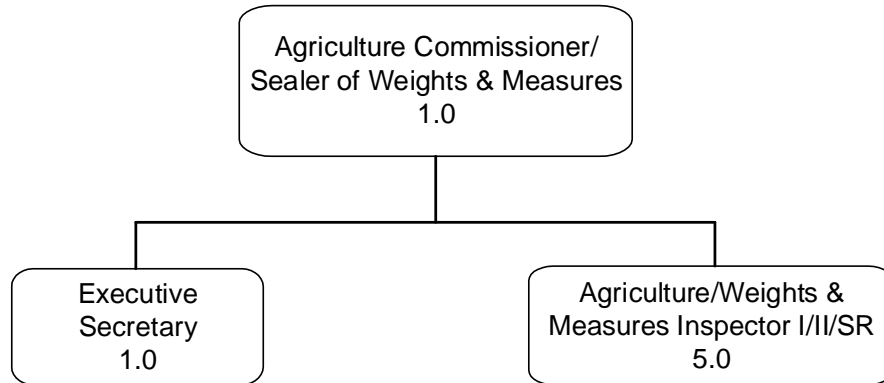 Agriculture Commissioner/
Sealer of Weights & Measures
1.0
Executive
Secretary
1.0
Agriculture/Weights &
Measures Inspector I/II/SR
5.0